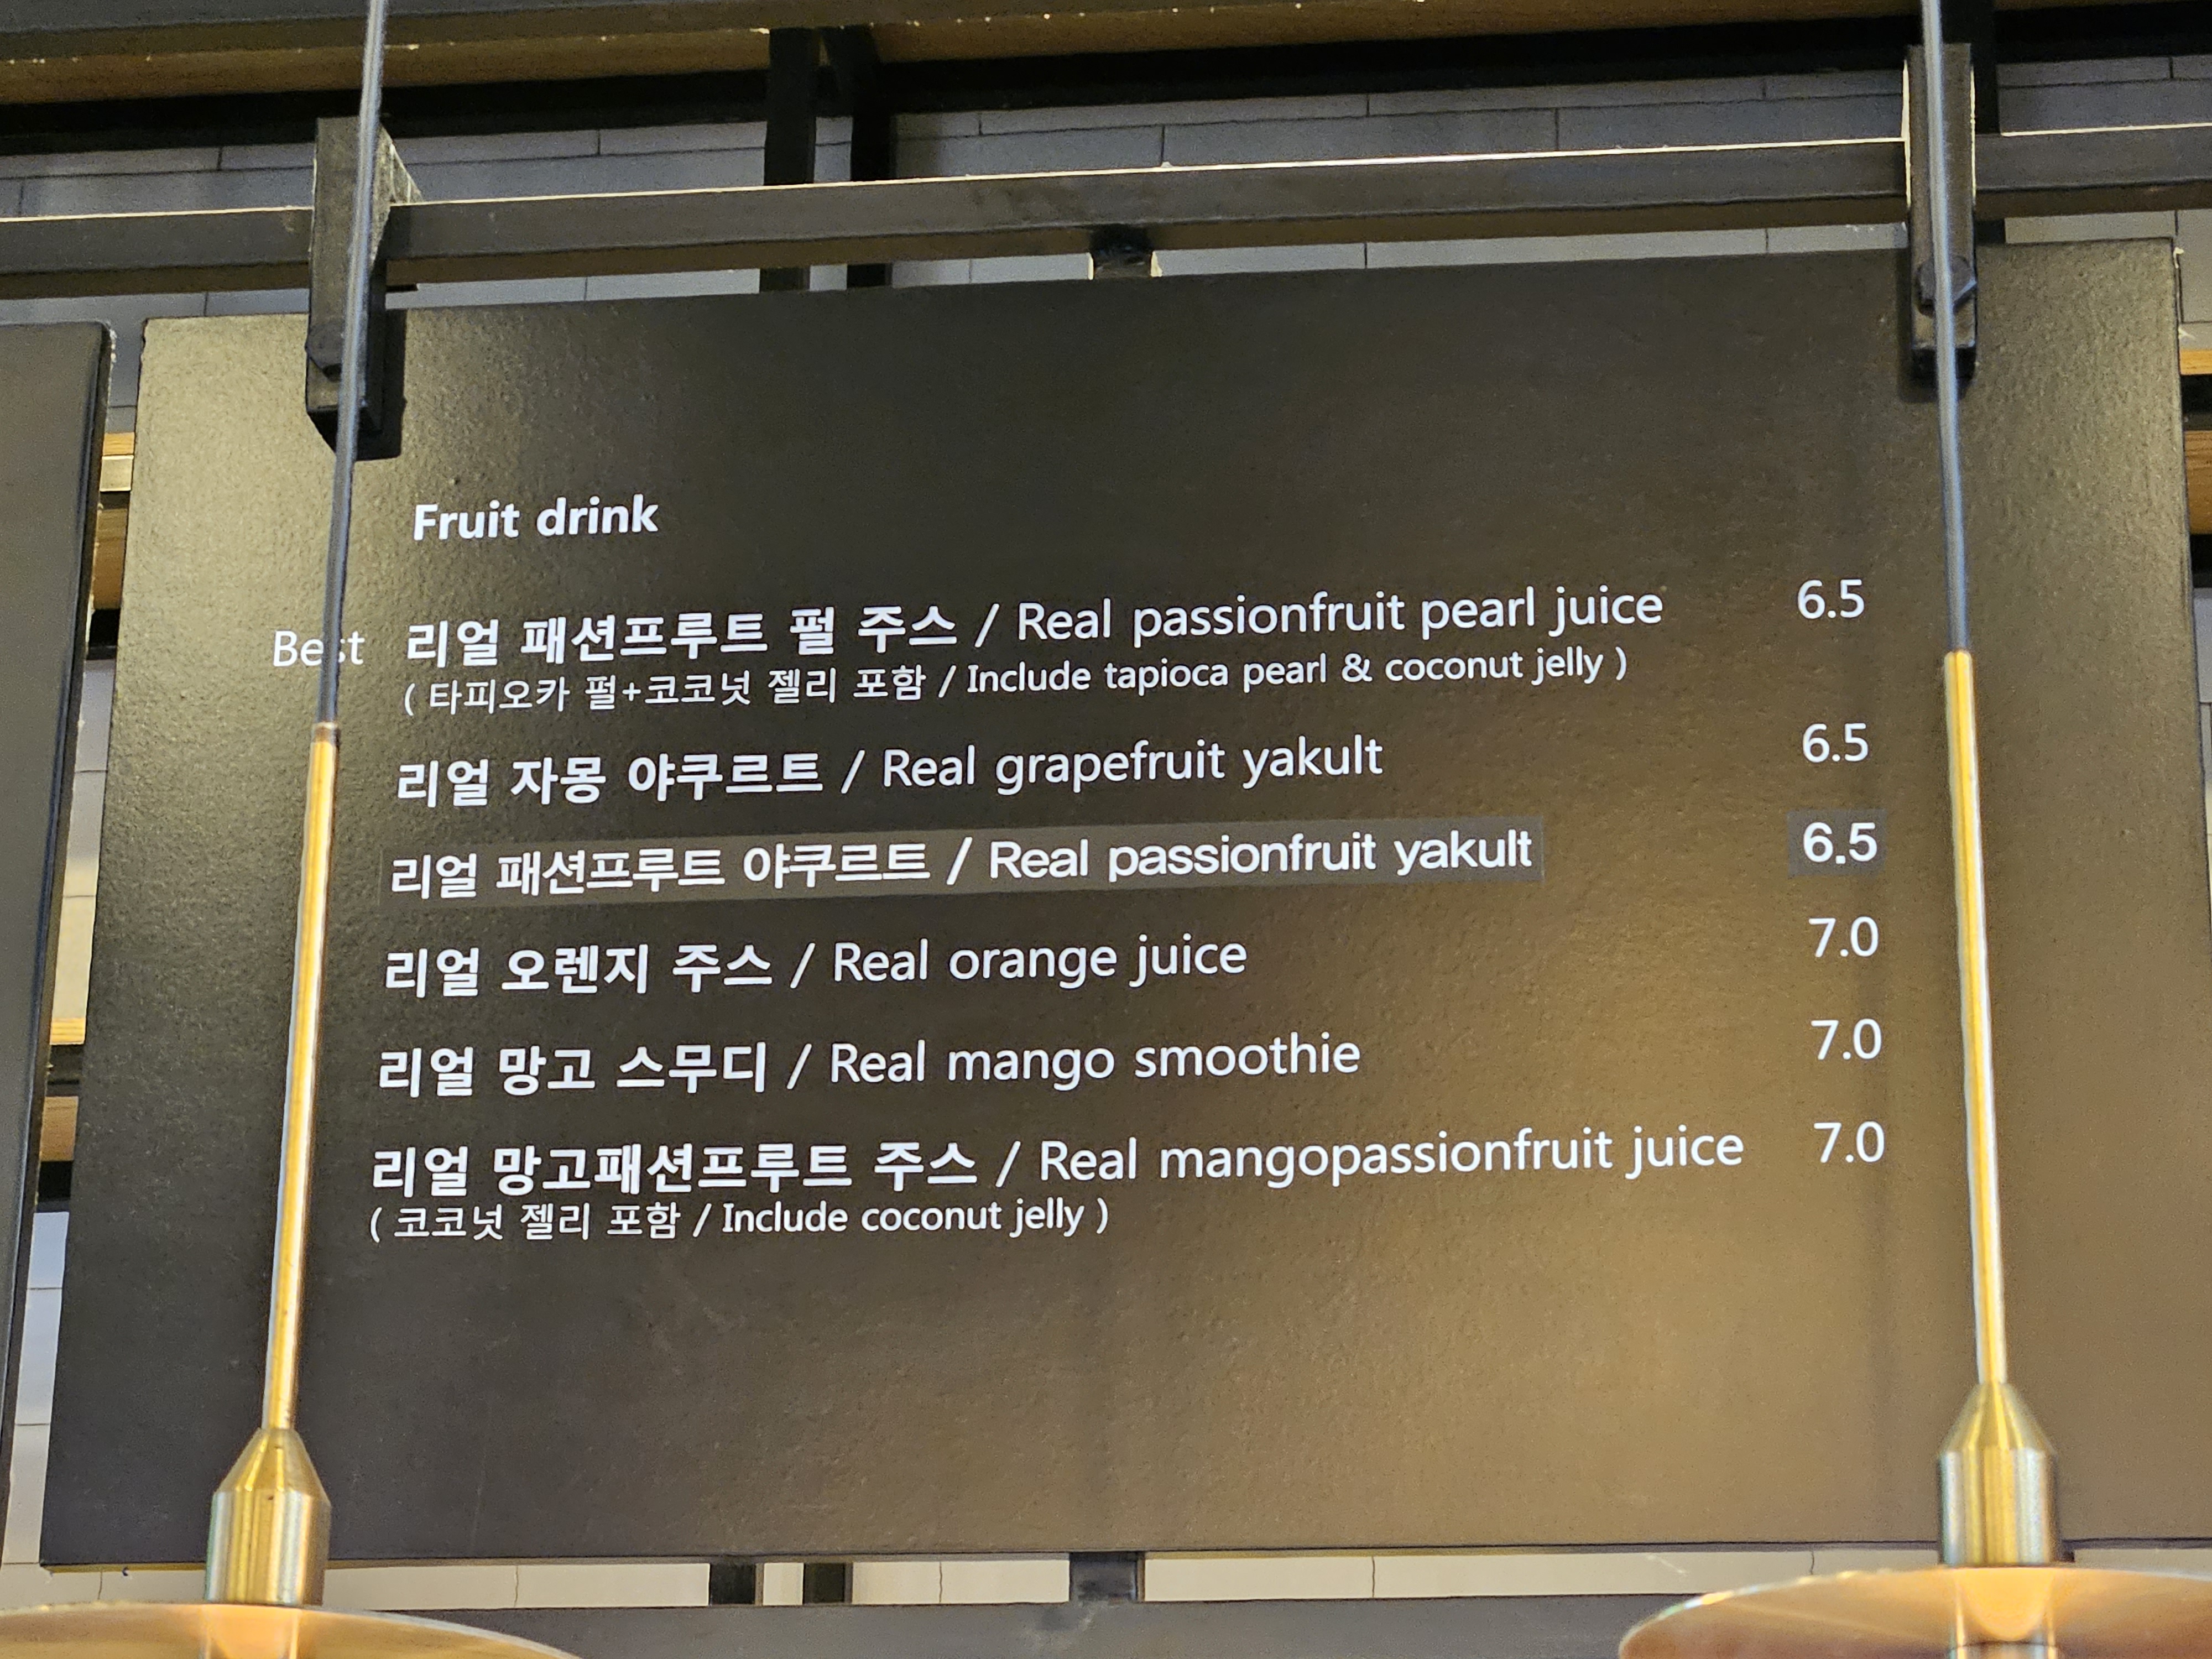 Fruit drink
Best 리얼 패션프루트 펄 주스 / Real passionfruit pearl juice 6.5
( 타피오카 펄+코코넛 젤리 포함 / Include tapioca pearl & coconut jelly )
리얼 자몽 야쿠르트 / Real grapefruit yakult 6.5
리얼 패션프루트 야쿠르트 / Real passionfruit yakult 6.5
리얼 오렌지 주스 / Real orange juice 7.0
리얼 망고 스무디 / Real mango smoothie 7.0
리얼 망고패션프루트 주스 / Real mangopassionfruit juice 7.0
( 코코넛 젤리 포함 / Include coconut jelly )